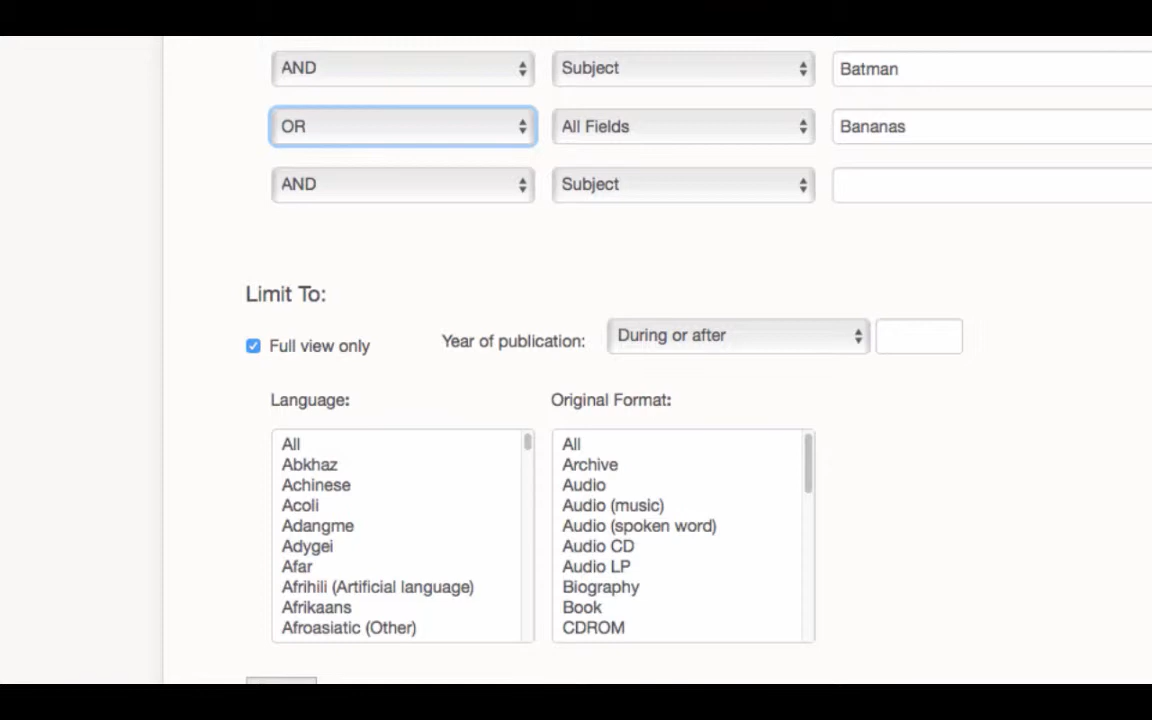 AND Subject Batman
OR All Fields Bananas
AND Subject
Limit To:
Full view only Year of publication: During or after
Language: Original Format:
All All
Abkhaz Archive
Achinese Audio
Acoli Audio (music)
Adangme Audio (spoken word)
Adygei Audio CD
Afar Audio LP
Afrihili (Artificial language) Biography
Afrikaans Book
Afroasiatic (Other) CDROM